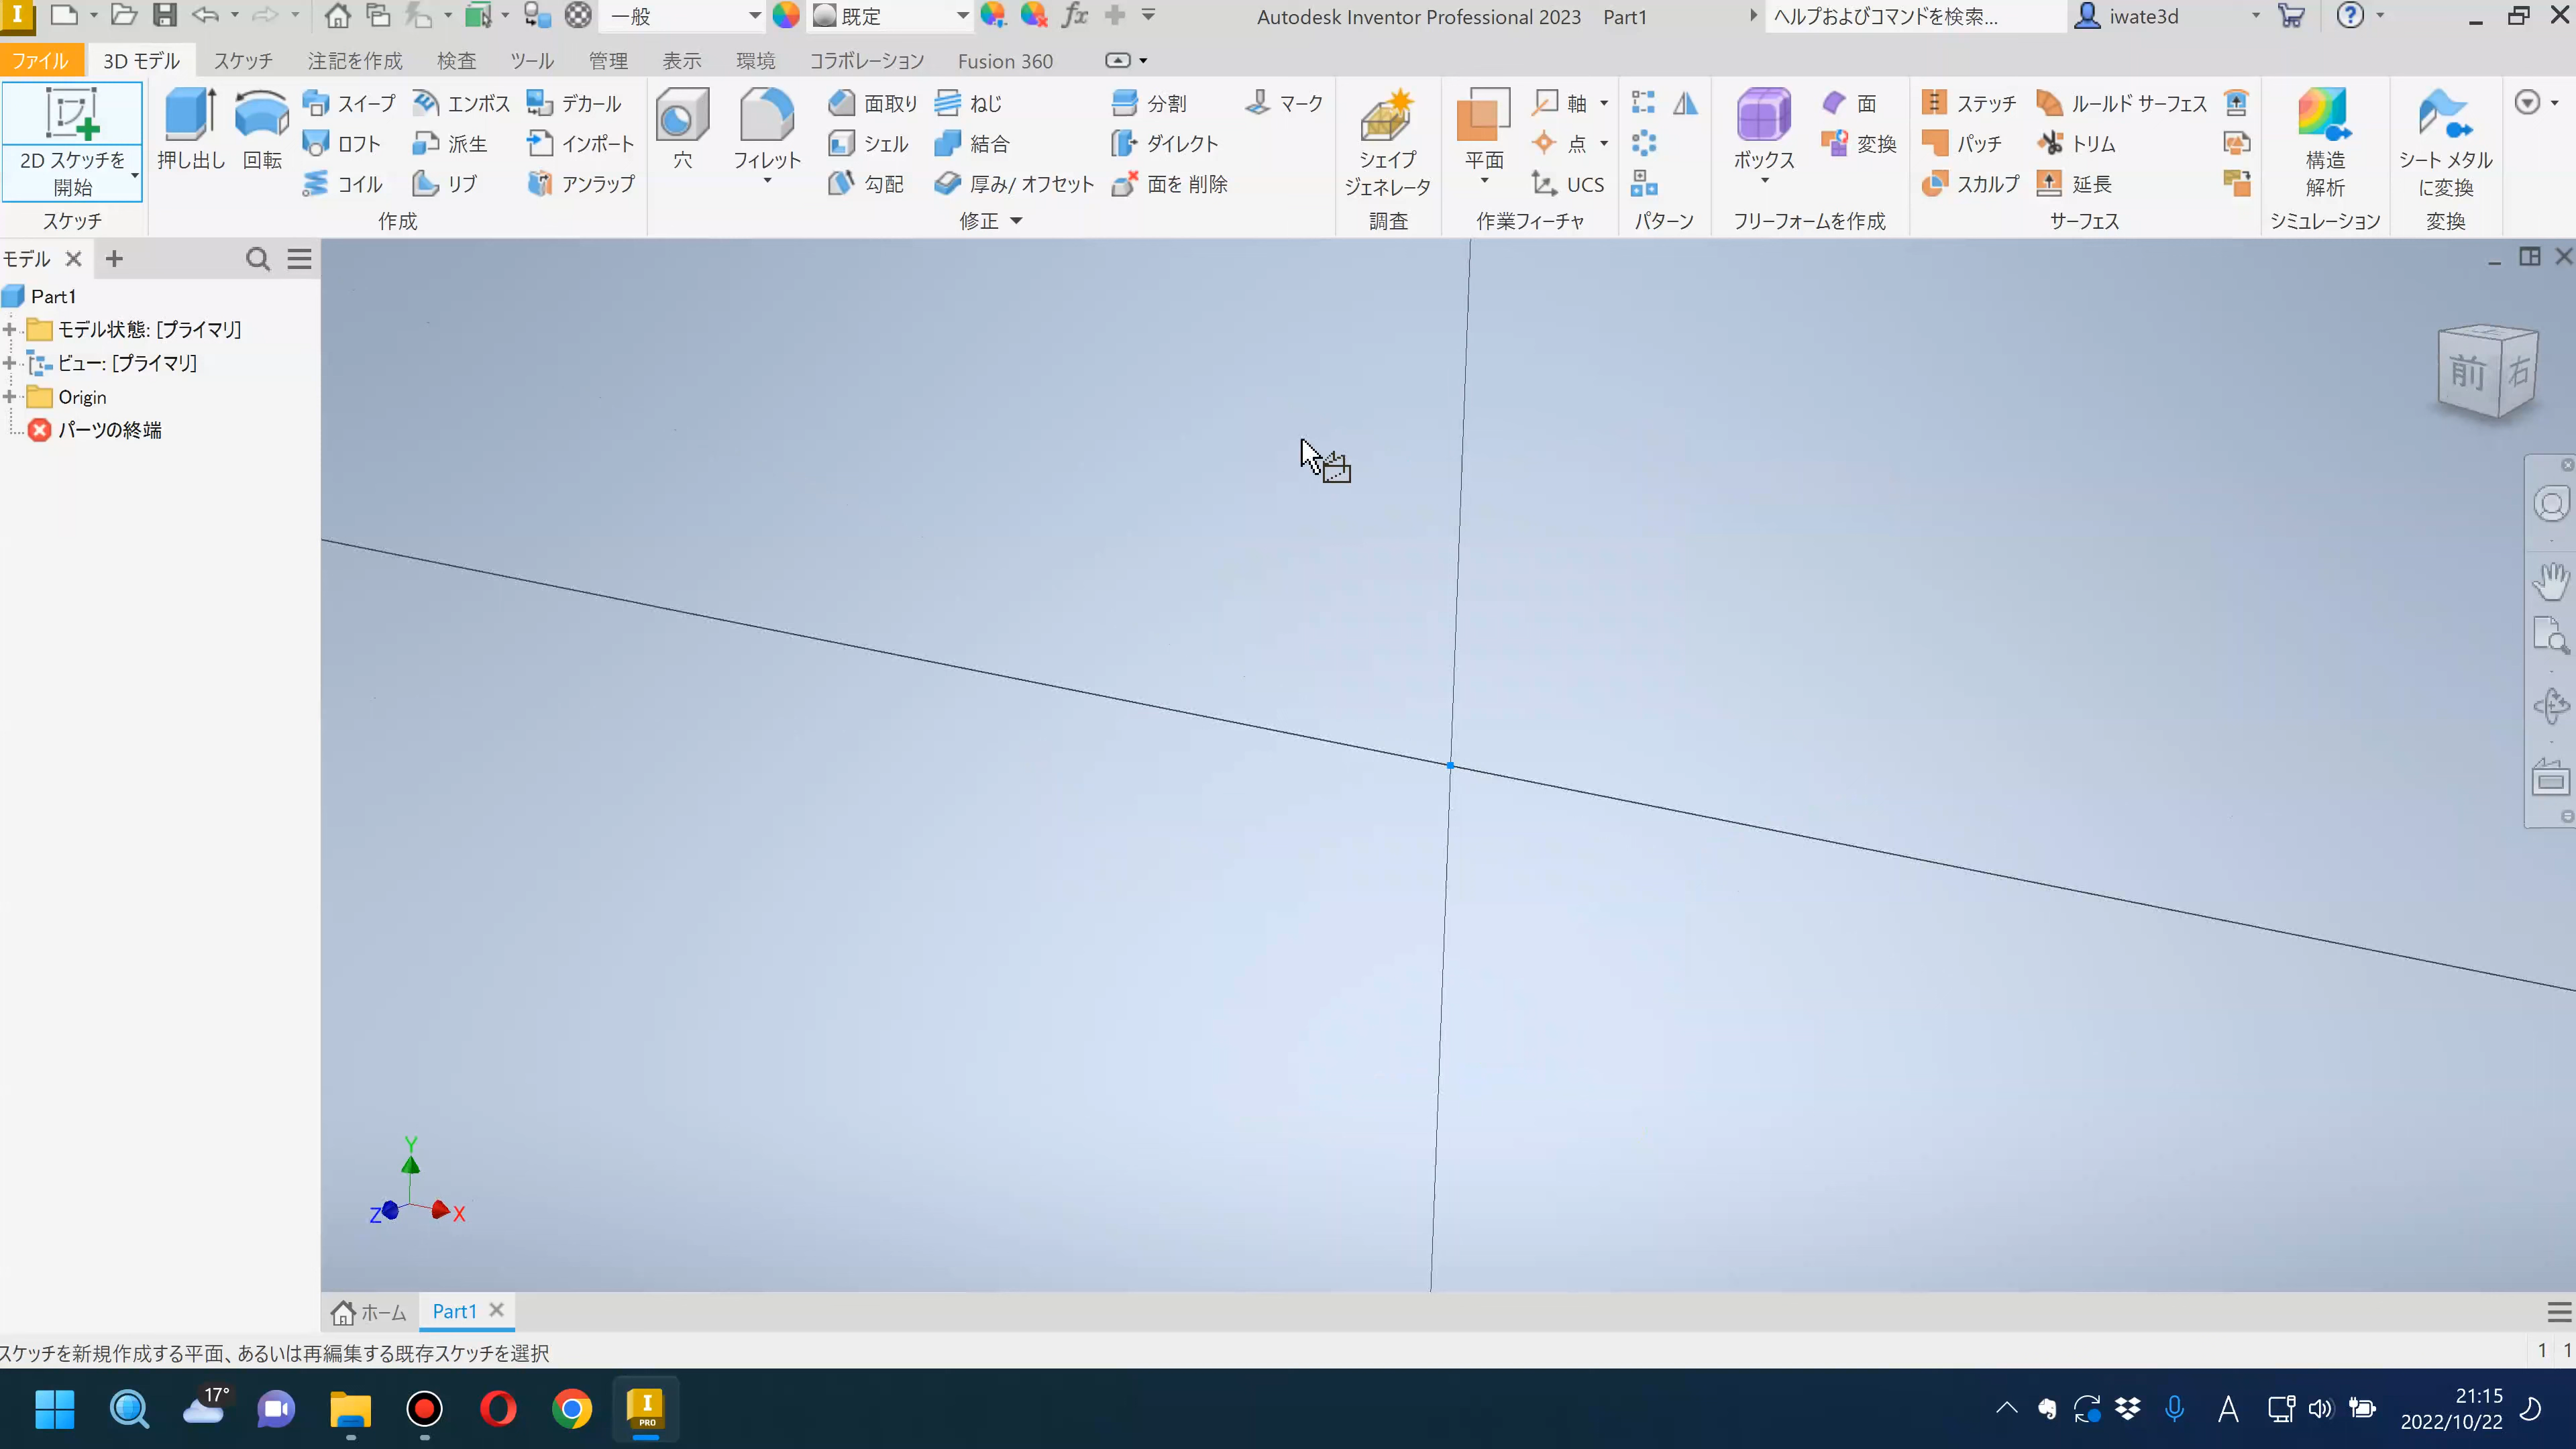 一般
既定
Autodesk Inventor Professional 2023 Part1
ヘルプおよびコマンドを検索...
iwate3d
ファイル
3D モデル
スケッチ
注記を作成
検査
ツール
管理
表示
環境
コラボレーション
Fusion 360
2D スケッチを
開始
スケッチ
押し出し
回転
スイープ
エンボス
デカール
ロフト
派生
インポート
コイル
リブ
アンラップ
作成
穴
フィレット
面取り
ねじ
分割
マーク
シェル
結合
ダイレクト
勾配
厚み/ オフセット
面を 削除
修正
シェイプ
ジェネレータ
調査
平面
軸
点
UCS
作業フィーチャ
パターン
ボックス
面
変換
フリーフォームを作成
ステッチ
ルールド サーフェス
パッチ
トリム
スカルプ
延長
サーフェス
構造
解析
シミュレーション
シート メタル
に変換
変換
モデル
Part1
モデル状態: [プライマリ]
ビュー: [プライマリ]
Origin
パーツの終端
前
右
Y
Z
X
ホーム
Part1
スケッチを新規作成する平面、あるいは再編集する既存スケッチを選択
1 1
17°
I
PRO
A
21:15
2022/10/22